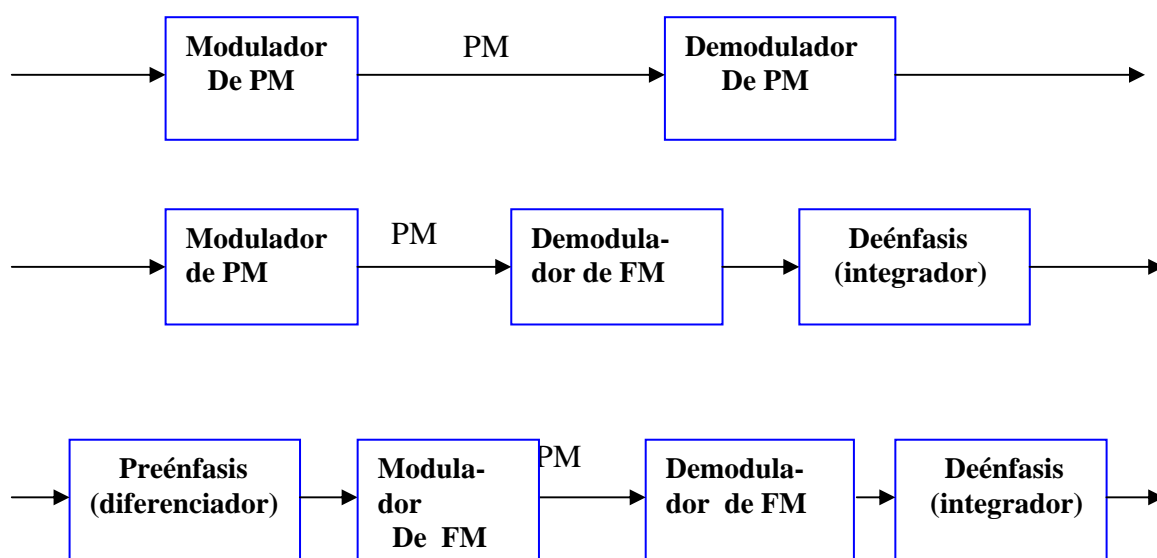 Modulador
De PM
PM
Demodulador
De PM
Modulador
de PM
PM
Demodula-
dor de FM
Deénfasis
(integrador)
Preénfasis
(diferenciador)
Modula-
dor
De FM
PM
Demodula-
dor de FM
Deénfasis
(integrador)